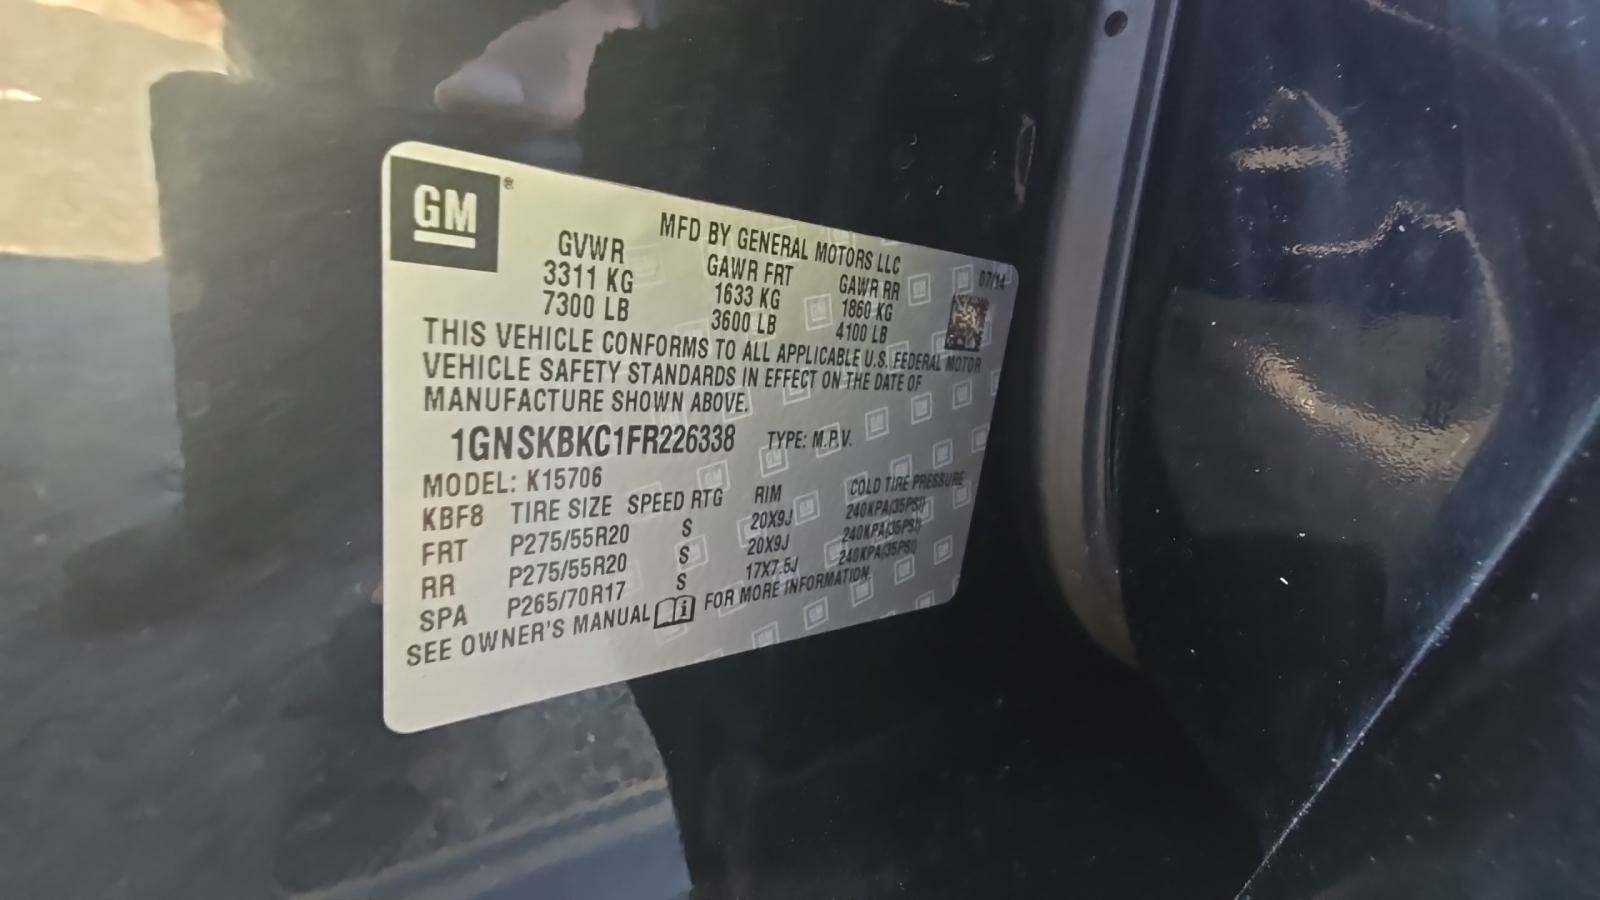 GM ®
MFD BY GENERAL MOTORS LLC
07/14
GVWR GAWR FRT GAWR RR
3311 KG 1633 KG 1860 KG
7300 LB 3600 LB 4100 LB
THIS VEHICLE CONFORMS TO ALL APPLICABLE U.S. FEDERAL MOTOR
VEHICLE SAFETY STANDARDS IN EFFECT ON THE DATE OF
MANUFACTURE SHOWN ABOVE.
1GNSKBKC1FR226338 TYPE: M.P.V.
MODEL: K15706
KBF8 TIRE SIZE SPEED RTG RIM COLD TIRE PRESSURE
FRT P275/55R20 S 20X9J 240KPA(35PSI)
RR P275/55R20 S 20X9J 240KPA(35PSI)
SPA P265/70R17 S 17X7.5J 240KPA(35PSI)
SEE OWNER'S MANUAL FOR MORE INFORMATION.